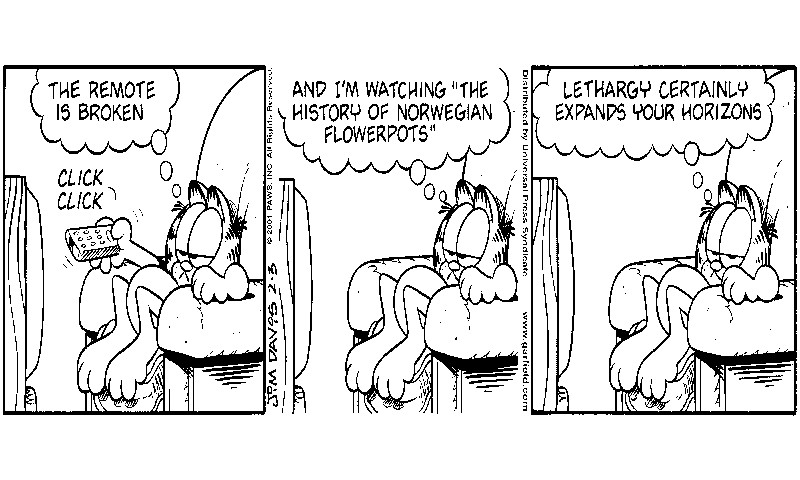 THE REMOTE
IS BROKEN
CLICK
CLICK
© 2001 PAWS, INC. All Rights Reserved.
JPM DAVIS 2-3
AND I'M WATCHING "THE
HISTORY OF NORWEGIAN
FLOWERPOTS"
Distributed by Universal Press Syndicate
www.garfield.com
LETHARGY CERTAINLY
EXPANDS YOUR HORIZONS